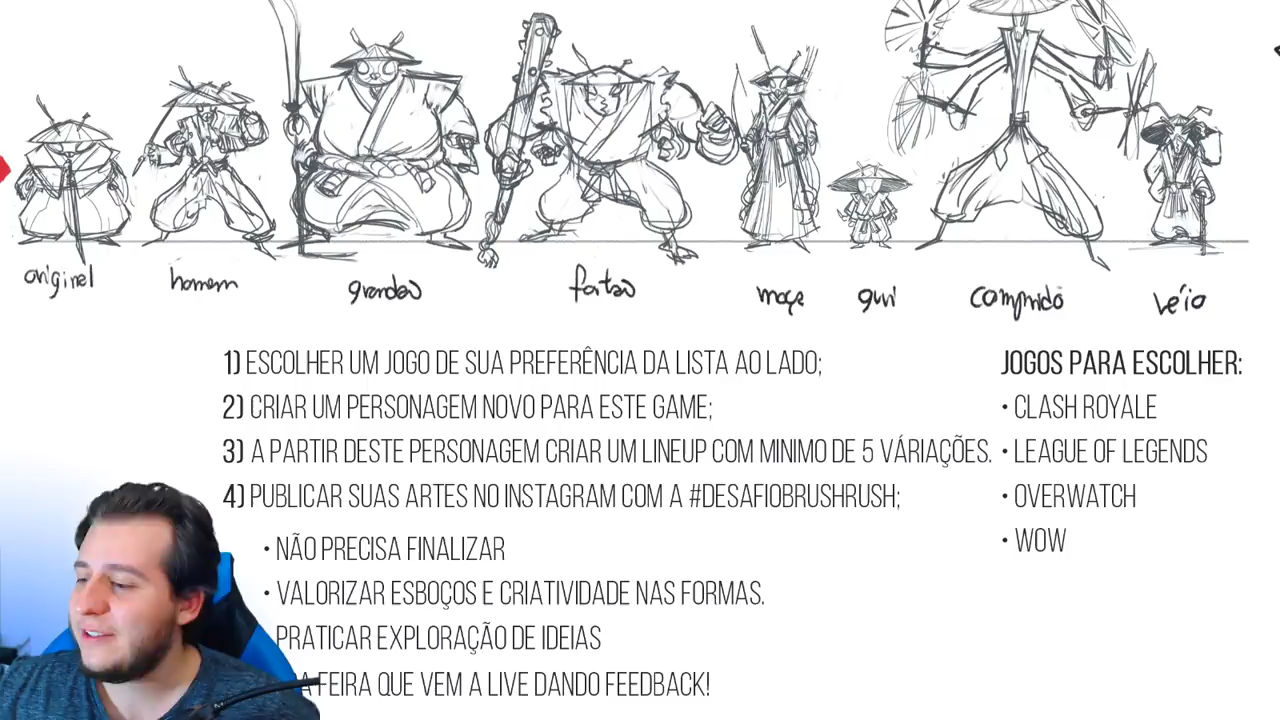 original
homem
grandão
fortão
moça
guri
comprido
véio
1) ESCOLHER UM JOGO DE SUA PREFERÊNCIA DA LISTA AO LADO;
2) CRIAR UM PERSONAGEM NOVO PARA ESTE GAME;
3) A PARTIR DESTE PERSONAGEM CRIAR UM LINEUP COM MINIMO DE 5 VÁRIAÇÕES.
4) PUBLICAR SUAS ARTES NO INSTAGRAM COM A #DESAFIOBRUSHRUSH;
• NÃO PRECISA FINALIZAR
• VALORIZAR ESBOÇOS E CRIATIVIDADE NAS FORMAS.
PRATICAR EXPLORAÇÃO DE IDEIAS
A FEIRA QUE VEM A LIVE DANDO FEEDBACK!
JOGOS PARA ESCOLHER:
• CLASH ROYALE
• LEAGUE OF LEGENDS
• OVERWATCH
• WOW